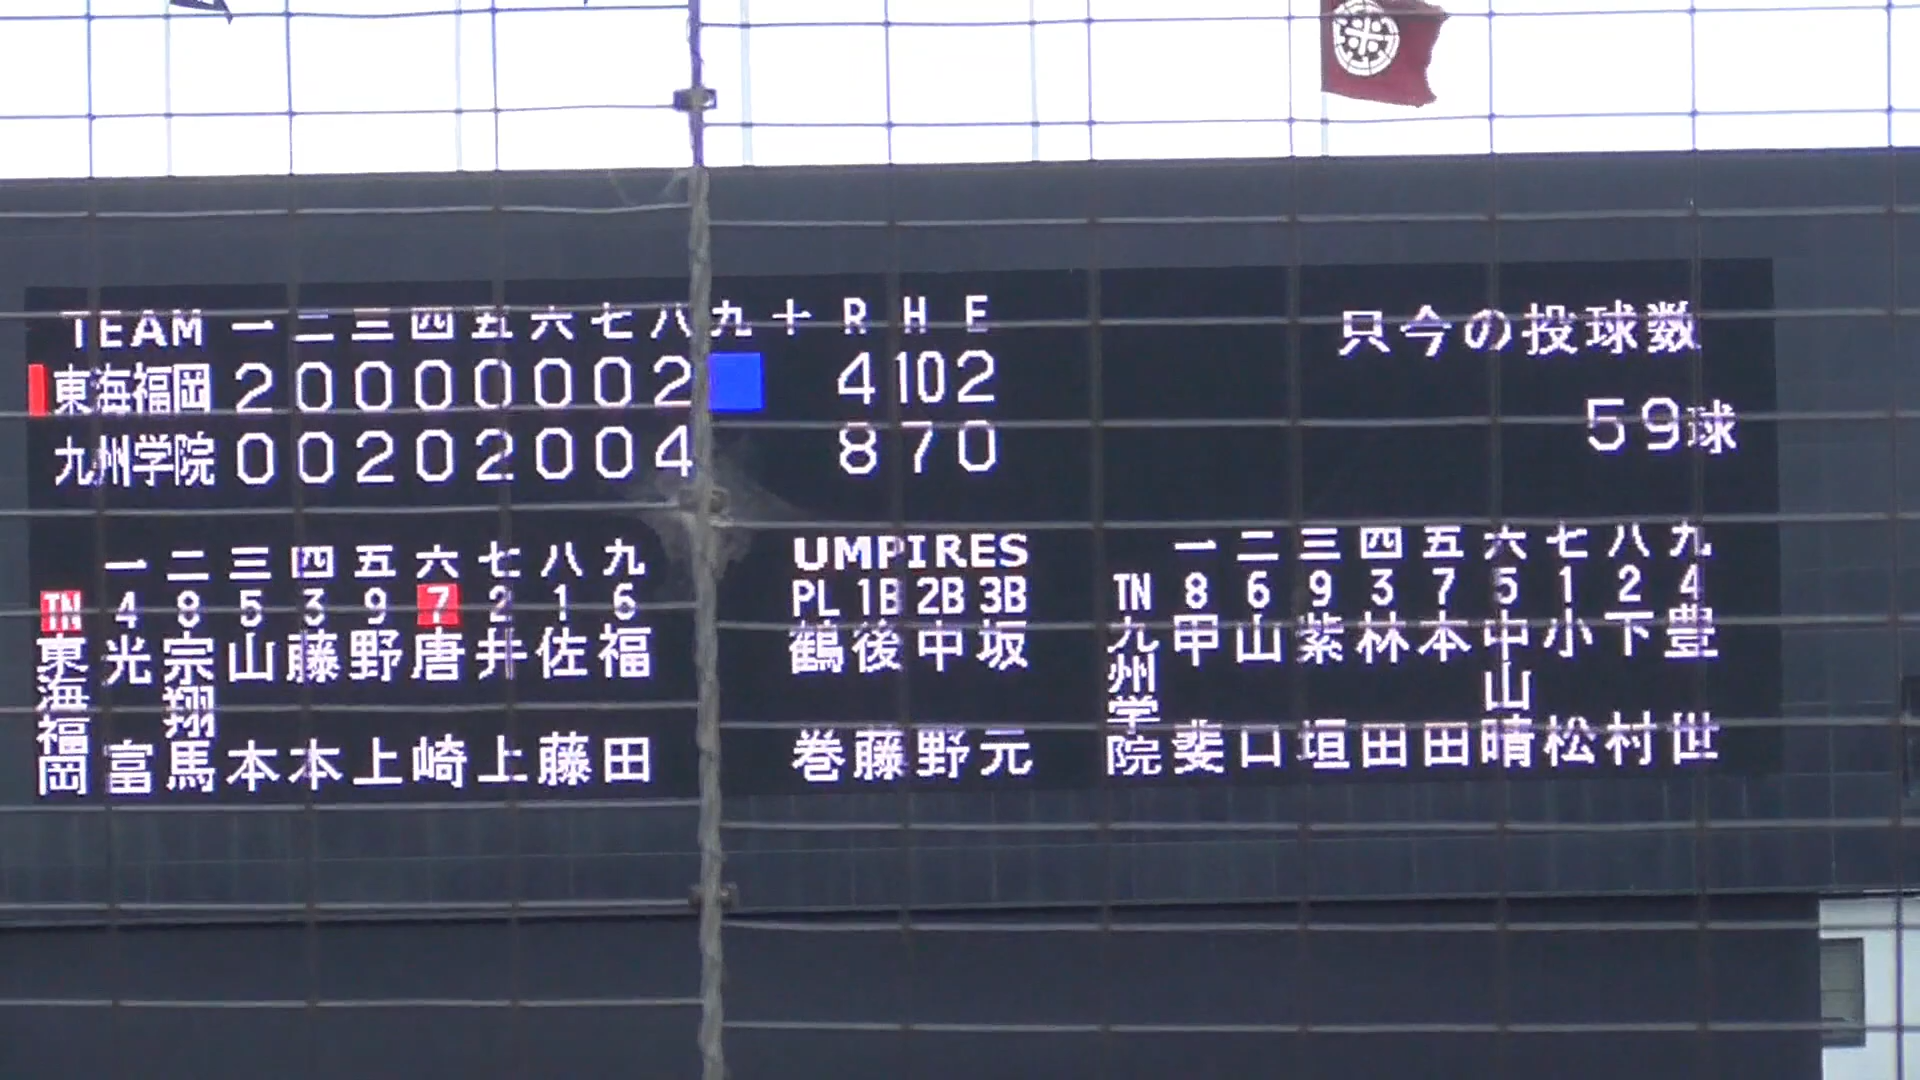 TEAM 一 二 三 四 五 六 七 八 九 十 R H E
東海福岡 2 0 0 0 0 0 0 2 4 10 2
九州学院 0 0 2 0 2 0 0 4 8 7 0
只今の投球数
59球
一 二 三 四 五 六 七 八 九
TN 4 8 5 3 9 7 2 1 6
東海福岡
光富
宗翔馬
山本
藤本
野上
唐崎
井上
佐藤
福田
UMPIRES
PL 1B 2B 3B
鶴巻
後藤
中野
坂元
一 二 三 四 五 六 七 八 九
TN 8 6 9 3 7 5 1 2 4
九州学院
甲斐
山口
紫垣
林田
本田
中山晴
小松
下村
豊世